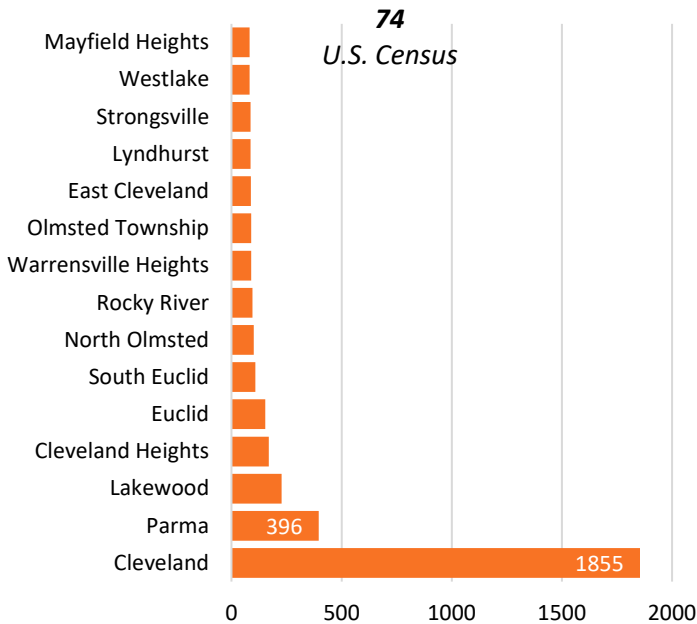 74
U.S. Census
Mayfield Heights
Westlake
Strongsville
Lyndhurst
East Cleveland
Olmsted Township
Warrensville Heights
Rocky River
North Olmsted
South Euclid
Euclid
Cleveland Heights
Lakewood
Parma 396
Cleveland 1855
0 500 1000 1500 2000